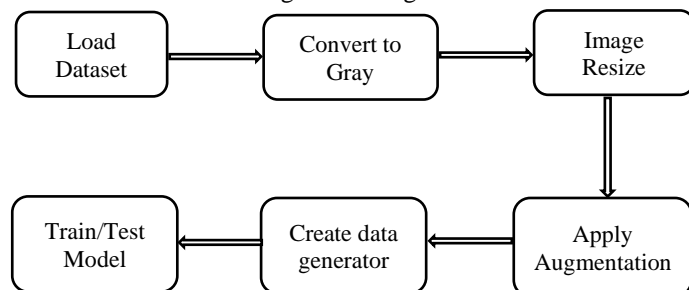 Load
Dataset
Convert to
Gray
Image
Resize
Apply
Augmentation
Create data
generator
Train/Test
Model